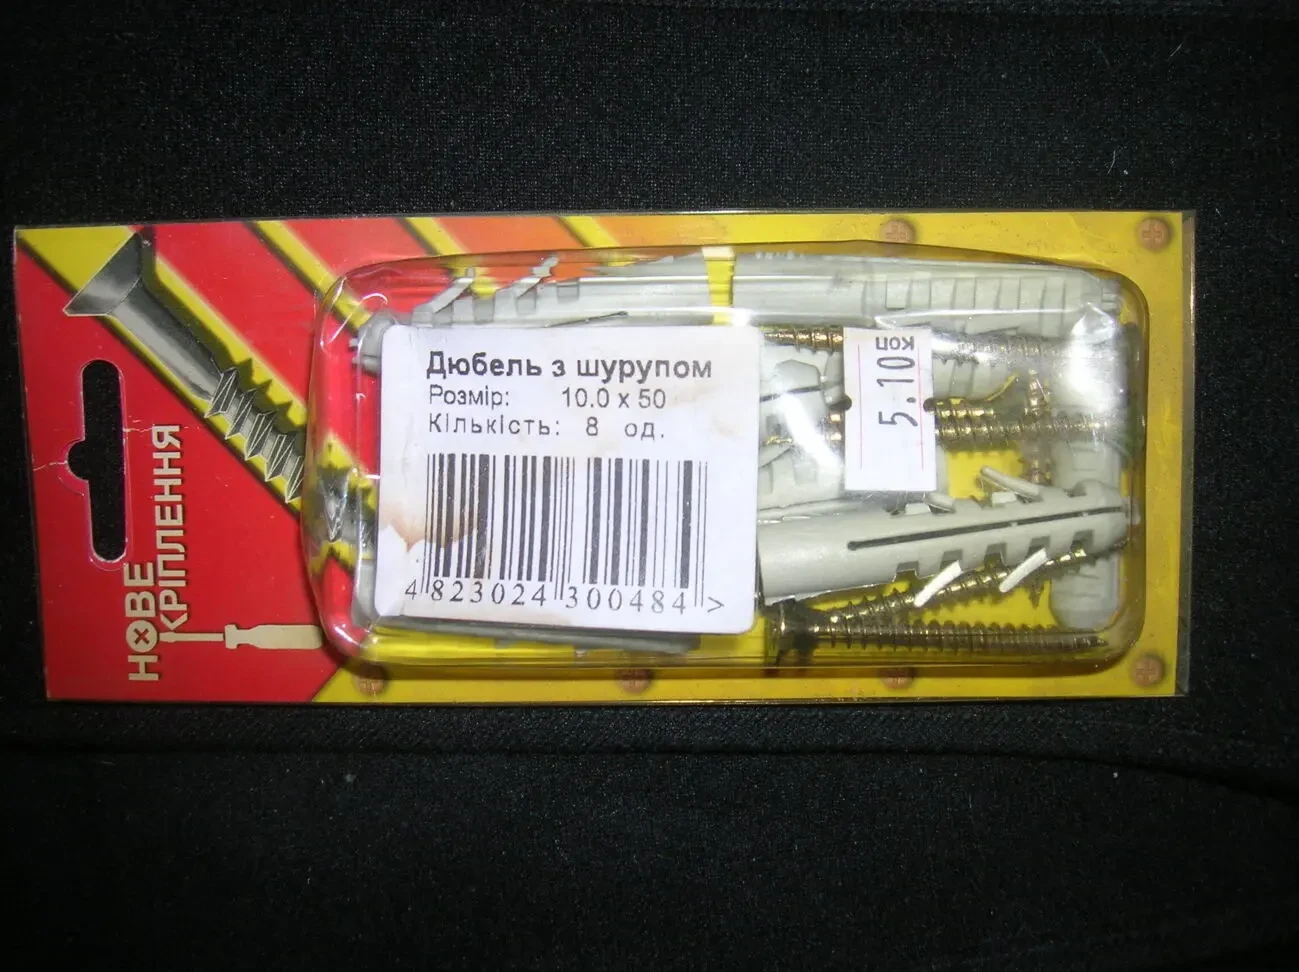 НОВЕ
КРІПЛЕННЯ
Дюбель з шурупом
Розмір: 10.0 x 50
Кількість: 8 од.
4 823024 300484 >
5.10
коп